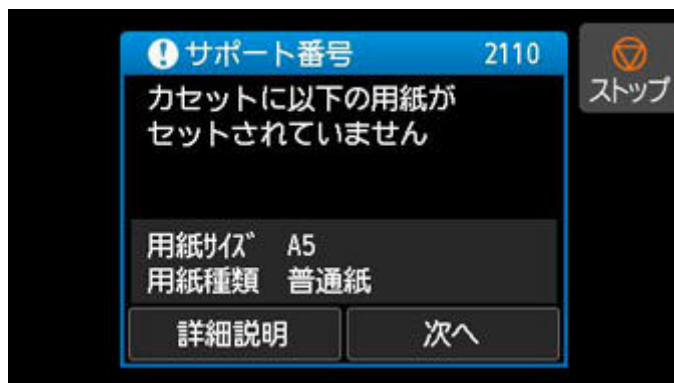 サポート番号 2110
ストップ
カセットに以下の用紙が
セットされていません
用紙ｻｲｽﾞ A5
用紙種類 普通紙
詳細説明 次へ